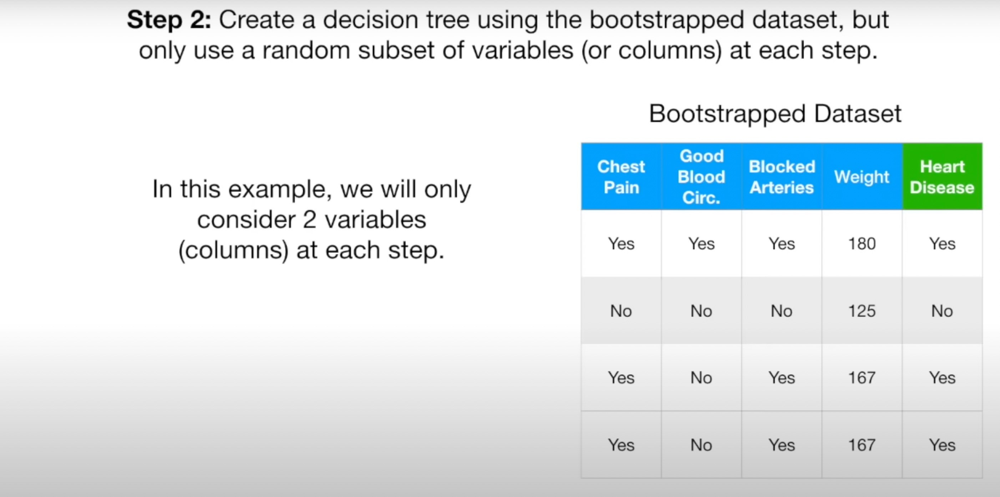 Step 2: Create a decision tree using the bootstrapped dataset, but
only use a random subset of variables (or columns) at each step.
In this example, we will only
consider 2 variables
(columns) at each step.
Bootstrapped Dataset
Chest Pain Good Blood Circ. Blocked Arteries Weight Heart Disease
Yes Yes Yes 180 Yes
No No No 125 No
Yes No Yes 167 Yes
Yes No Yes 167 Yes